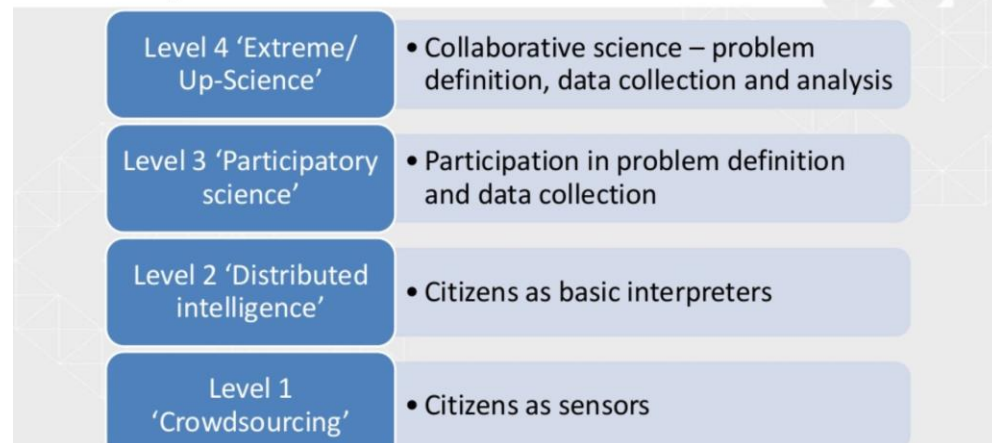 Level 4 ‘Extreme/
Up-Science’
• Collaborative science – problem
definition, data collection and analysis
Level 3 ‘Participatory
science’
• Participation in problem definition
and data collection
Level 2 ‘Distributed
intelligence’
• Citizens as basic interpreters
Level 1
‘Crowdsourcing’
• Citizens as sensors